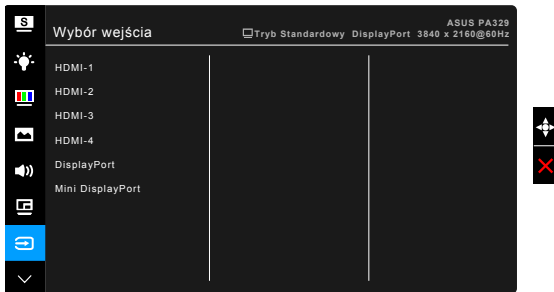 S
ASUS PA329
Wybór wejścia
Tryb Standardowy DisplayPort 3840 x 2160@60Hz
HDMI-1
HDMI-2
HDMI-3
HDMI-4
DisplayPort
Mini DisplayPort